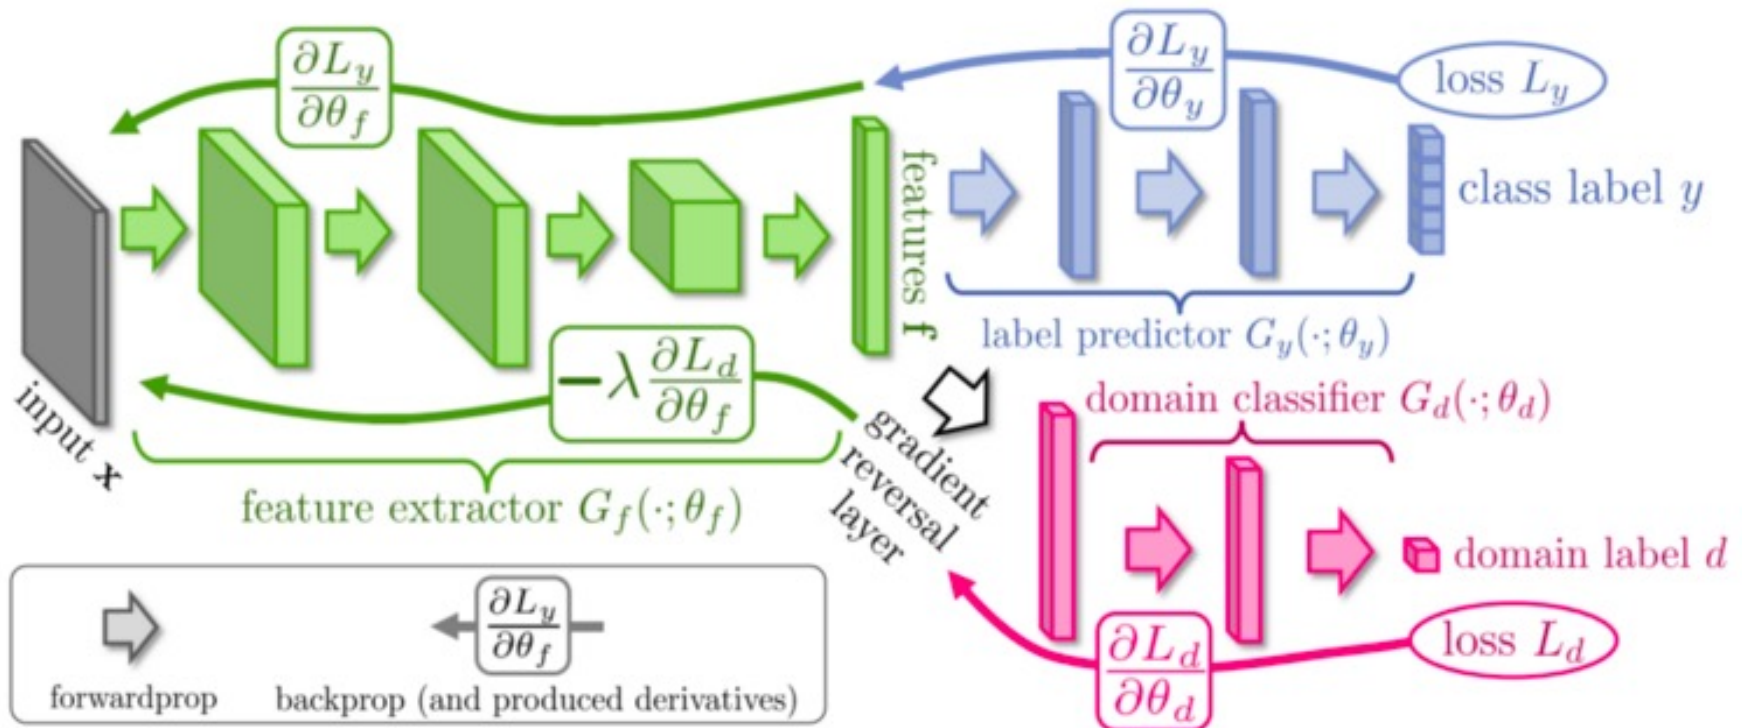 ∂L_y/∂θ_f
∂L_y/∂θ_y
loss L_y
features f
class label y
label predictor G_y(·; θ_y)
input x
−λ ∂L_d/∂θ_f
feature extractor G_f(·; θ_f)
gradient
reversal
layer
domain classifier G_d(·; θ_d)
domain label d
∂L_d/∂θ_d
loss L_d
forwardprop
∂L_y/∂θ_f
backprop (and produced derivatives)